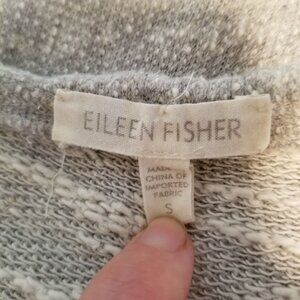 EILEEN FISHER
MADE IN
CHINA OF
IMPORTED
FABRIC
S